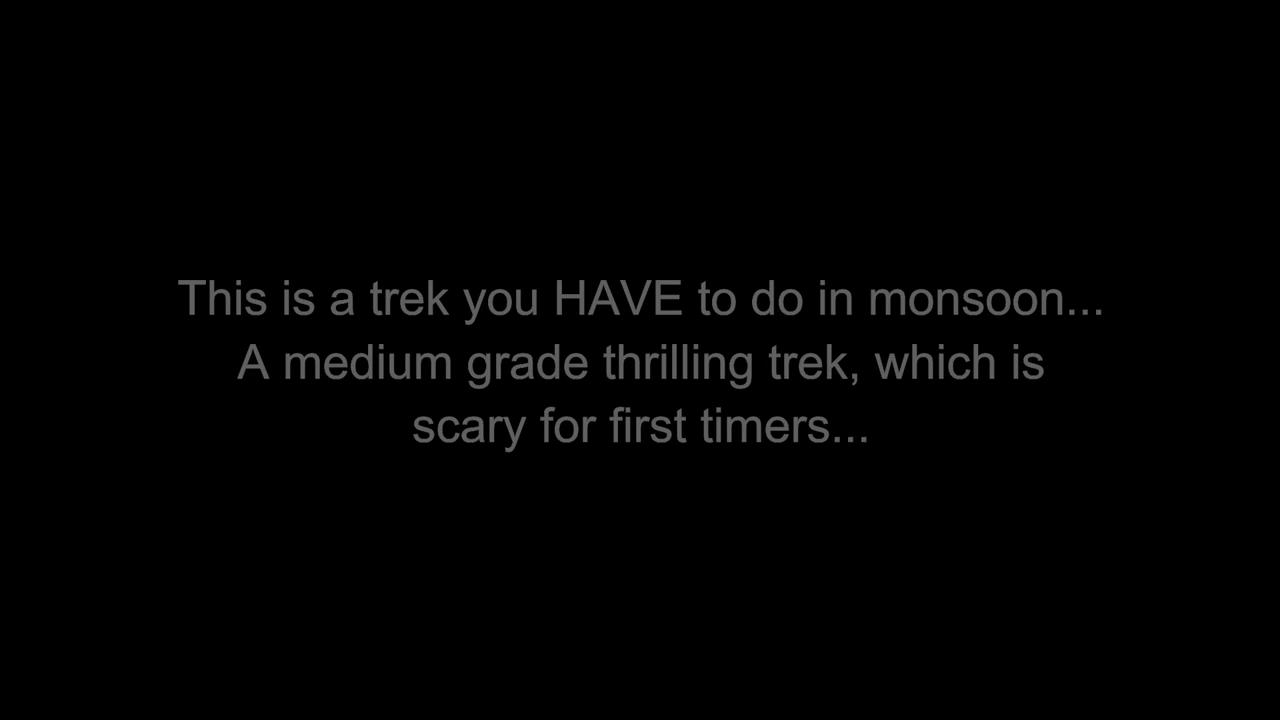 This is a trek you HAVE to do in monsoon...
A medium grade thrilling trek, which is
scary for first timers...